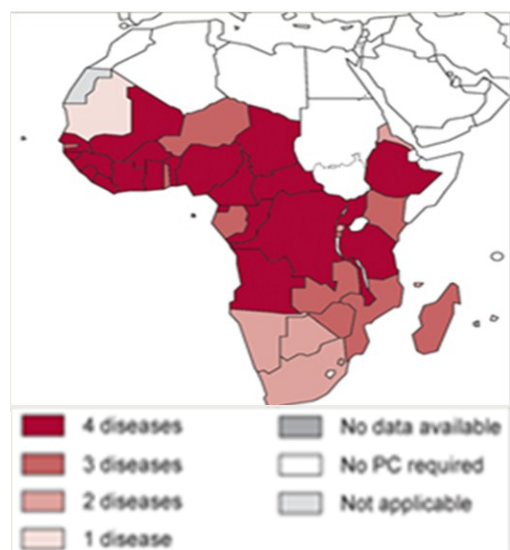 4 diseases
3 diseases
2 diseases
1 disease
No data available
No PC required
Not applicable